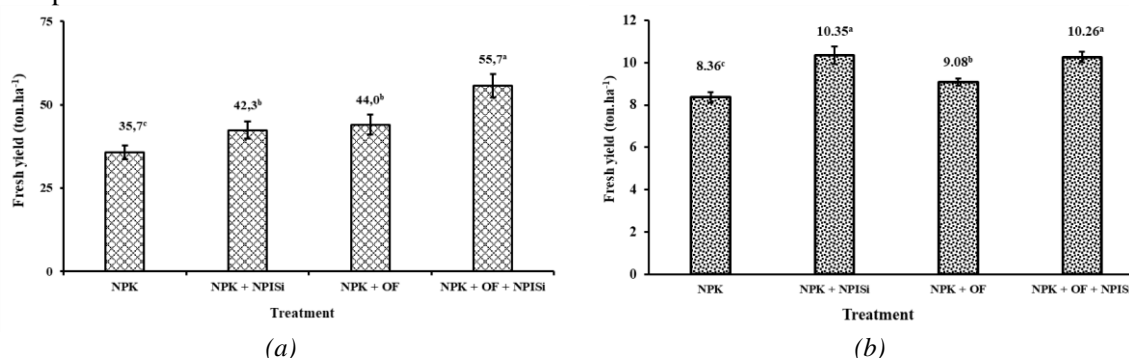 Fresh yield (ton.ha⁻¹)
75
50
25
0
35,7ᶜ
42,3ᵇ
44,0ᵇ
55,7ᵃ
NPK
NPK + NPISi
NPK + OF
NPK + OF + NPISi
Treatment
(a)
Fresh yield (ton.ha⁻¹)
12
10
8
6
4
2
0
8.36ᶜ
10.35ᵃ
9.08ᵇ
10.26ᵃ
NPK
NPK + NPISi
NPK + OF
NPK + OF + NPISi
Treatment
(b)